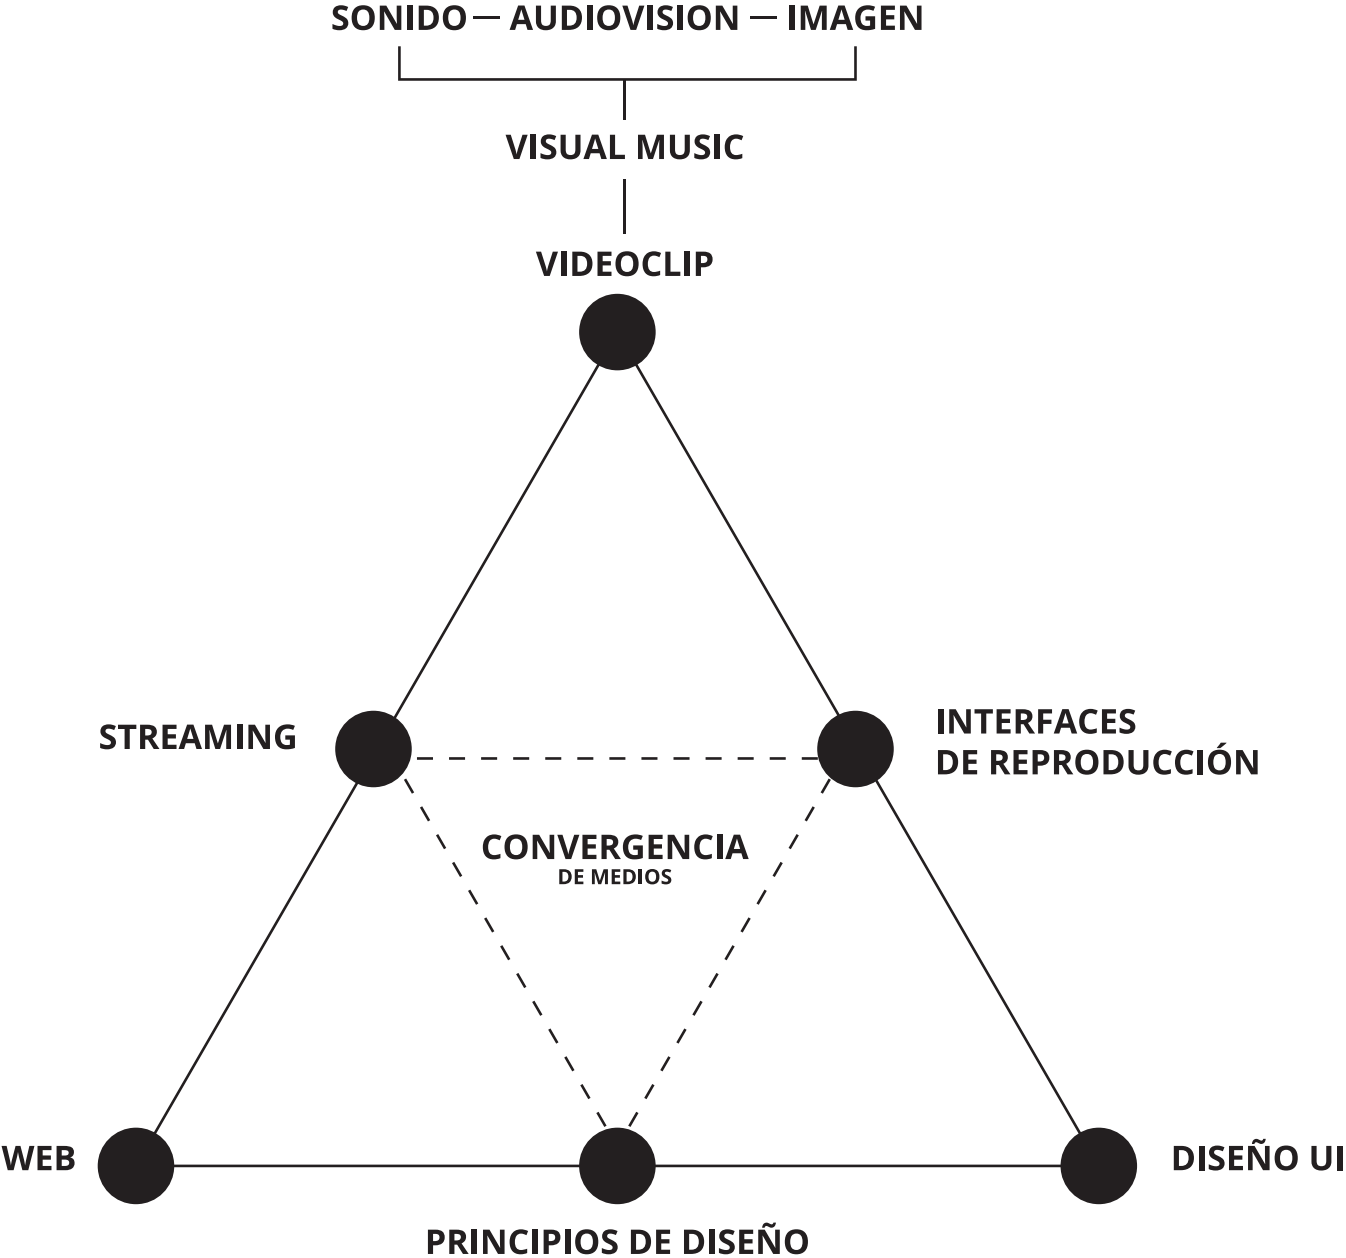 SONIDO — AUDIOVISION — IMAGEN
VISUAL MUSIC
VIDEOCLIP
STREAMING
INTERFACES
DE REPRODUCCIÓN
CONVERGENCIA
DE MEDIOS
WEB
DISEÑO UI
PRINCIPIOS DE DISEÑO